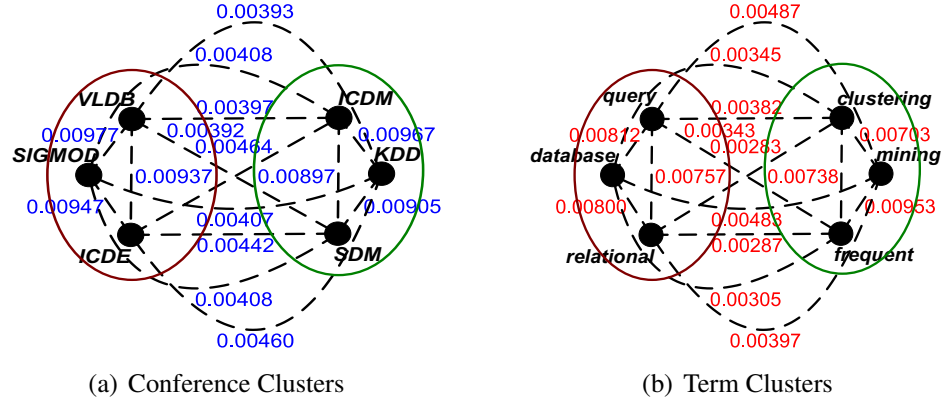 0.00393
0.00487
0.00408
0.00345
VLDB
0.00397
ICDM
query
0.00382
clustering
0.00977
0.00392
0.00967
0.00812
0.00343
0.00703
SIGMOD
0.00464
KDD
database
0.00283
mining
0.00937
0.00897
0.00757
0.00738
0.00947
0.00407
0.00905
0.00800
0.00483
0.00953
ICDE
0.00442
SDM
relational
0.00287
frequent
0.00408
0.00305
0.00460
0.00397
(a) Conference Clusters
(b) Term Clusters